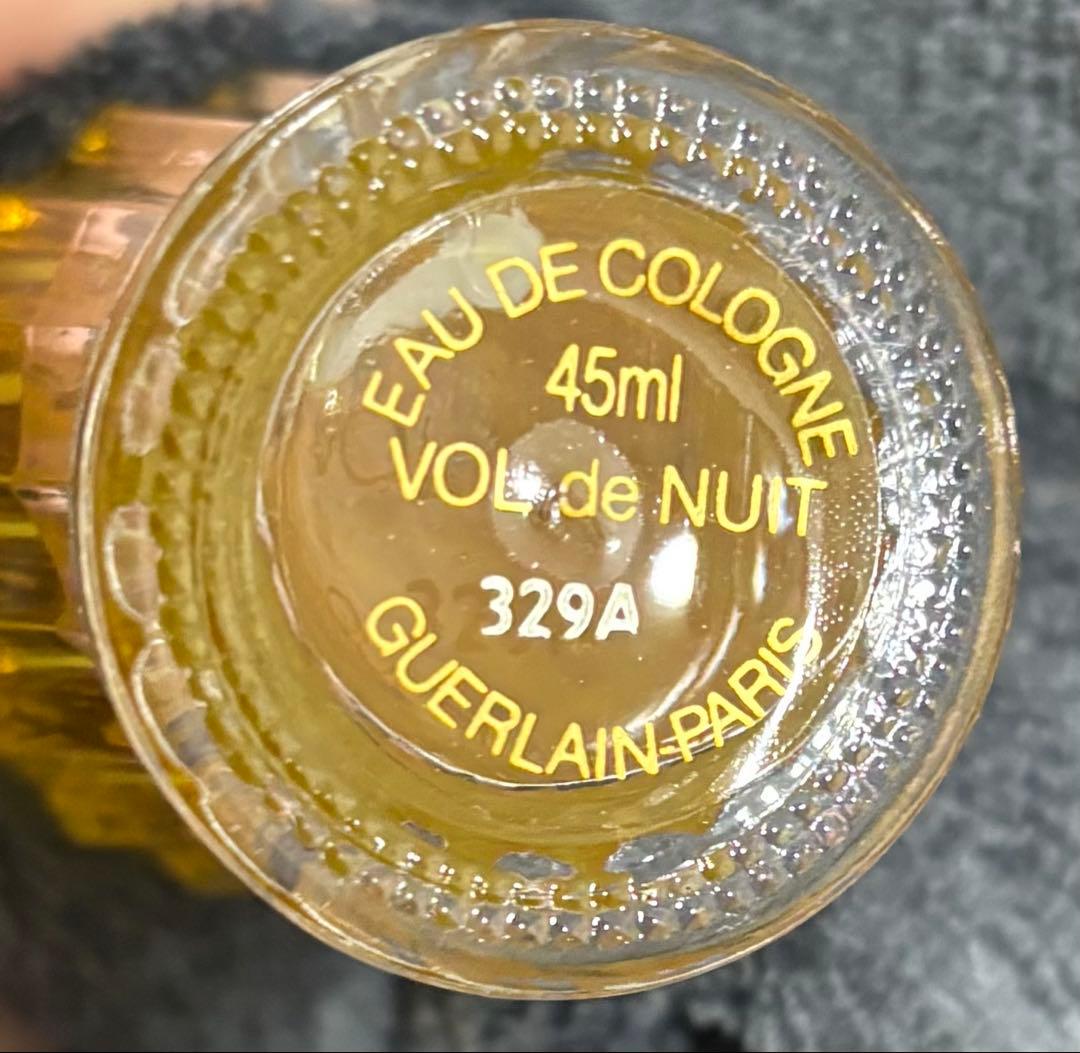 EAU DE COLOGNE
45ml
VOL de NUIT
329A
GUERLAIN-PARIS